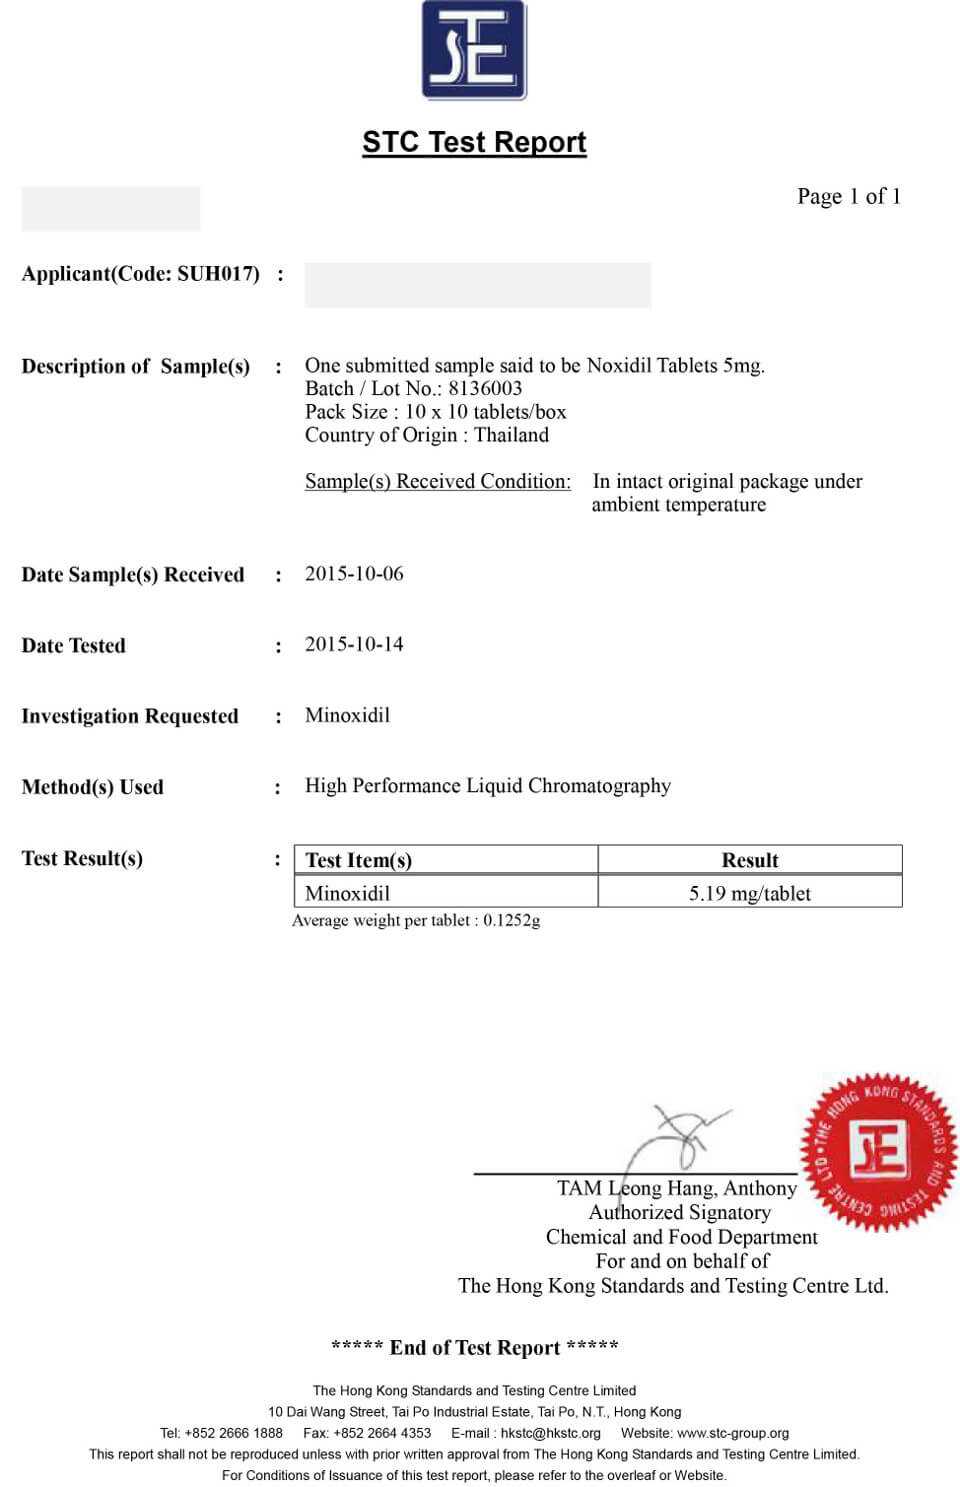 STC
STC Test Report
Page 1 of 1
Applicant(Code: SUH017) :
Description of Sample(s) : One submitted sample said to be Noxidil Tablets 5mg.
Batch / Lot No.: 8136003
Pack Size : 10 x 10 tablets/box
Country of Origin : Thailand
Sample(s) Received Condition: In intact original package under
ambient temperature
Date Sample(s) Received : 2015-10-06
Date Tested : 2015-10-14
Investigation Requested : Minoxidil
Method(s) Used : High Performance Liquid Chromatography
Test Result(s) : Test Item(s) Result
Minoxidil 5.19 mg/tablet
Average weight per tablet : 0.1252g
THE HONG KONG STANDARDS AND TESTING CENTRE LTD •
STC
TAM Leong Hang, Anthony
Authorized Signatory
Chemical and Food Department
For and on behalf of
The Hong Kong Standards and Testing Centre Ltd.
***** End of Test Report *****
The Hong Kong Standards and Testing Centre Limited
10 Dai Wang Street, Tai Po Industrial Estate, Tai Po, N.T., Hong Kong
Tel: +852 2666 1888 Fax: +852 2664 4353 E-mail : hkstc@hkstc.org Website: www.stc-group.org
This report shall not be reproduced unless with prior written approval from The Hong Kong Standards and Testing Centre Limited.
For Conditions of Issuance of this test report, please refer to the overleaf or Website.